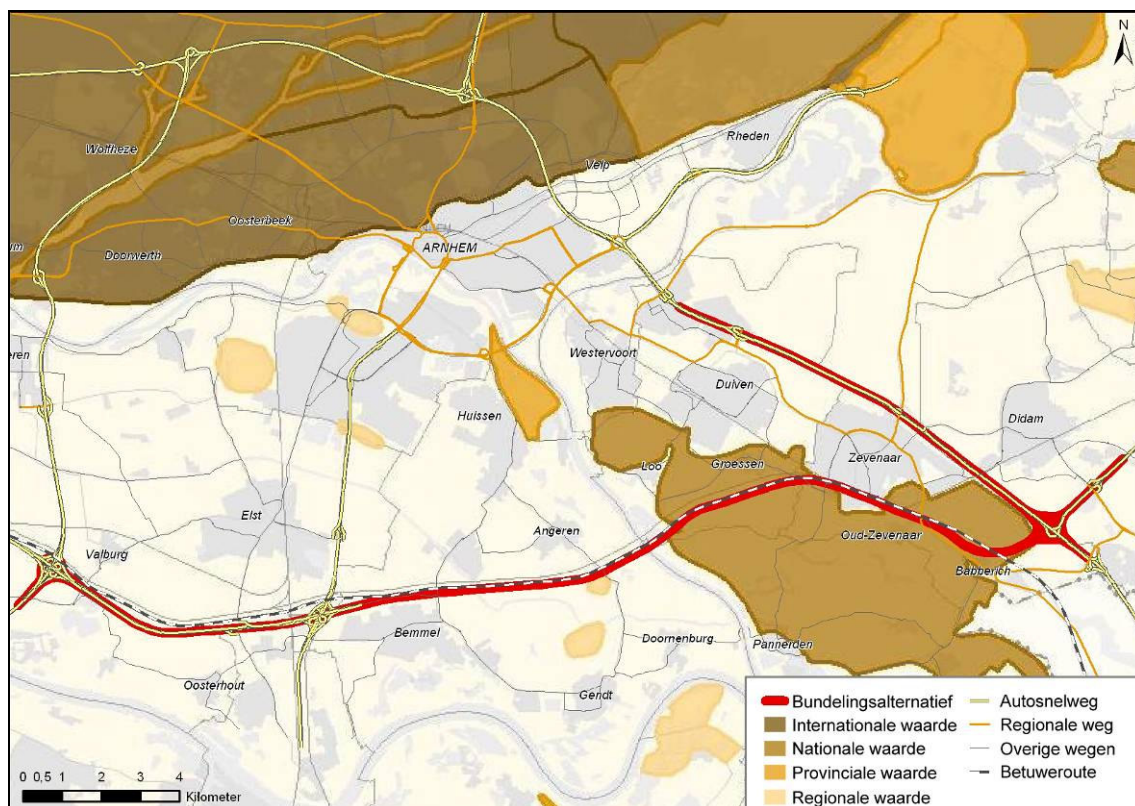 N
Rheden
Wolfheze
Velp
Oosterbeek
um
Doorwerth
ARNHEM
eren
Westervoort
Duiven
Huissen
Didam
Zevenaar
Loo
Groessen
Elst
Angeren
Oud-Zevenaar
Valburg
Babberich
Bemmel
Doornenburg
Pannerden
Oosterhout
Gendt
Bundelingsalternatief
Internationale waarde
Nationale waarde
Provinciale waarde
Regionale waarde
Autosnelweg
Regionale weg
Overige wegen
Betuweroute
0 0,5 1 2 3 4
Kilometer